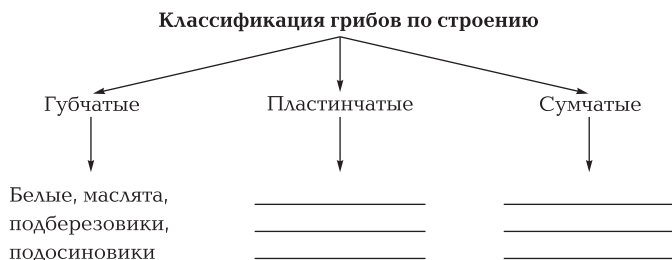 Классификация грибов по строению
Губчатые
Пластинчатые
Сумчатые
Белые, маслята,
подберезовики,
подосиновики